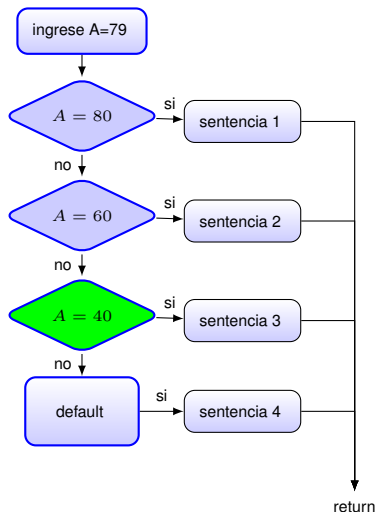 ingrese A=79
A = 80
si
sentencia 1
no
A = 60
si
sentencia 2
no
A = 40
si
sentencia 3
no
default
si
sentencia 4
return